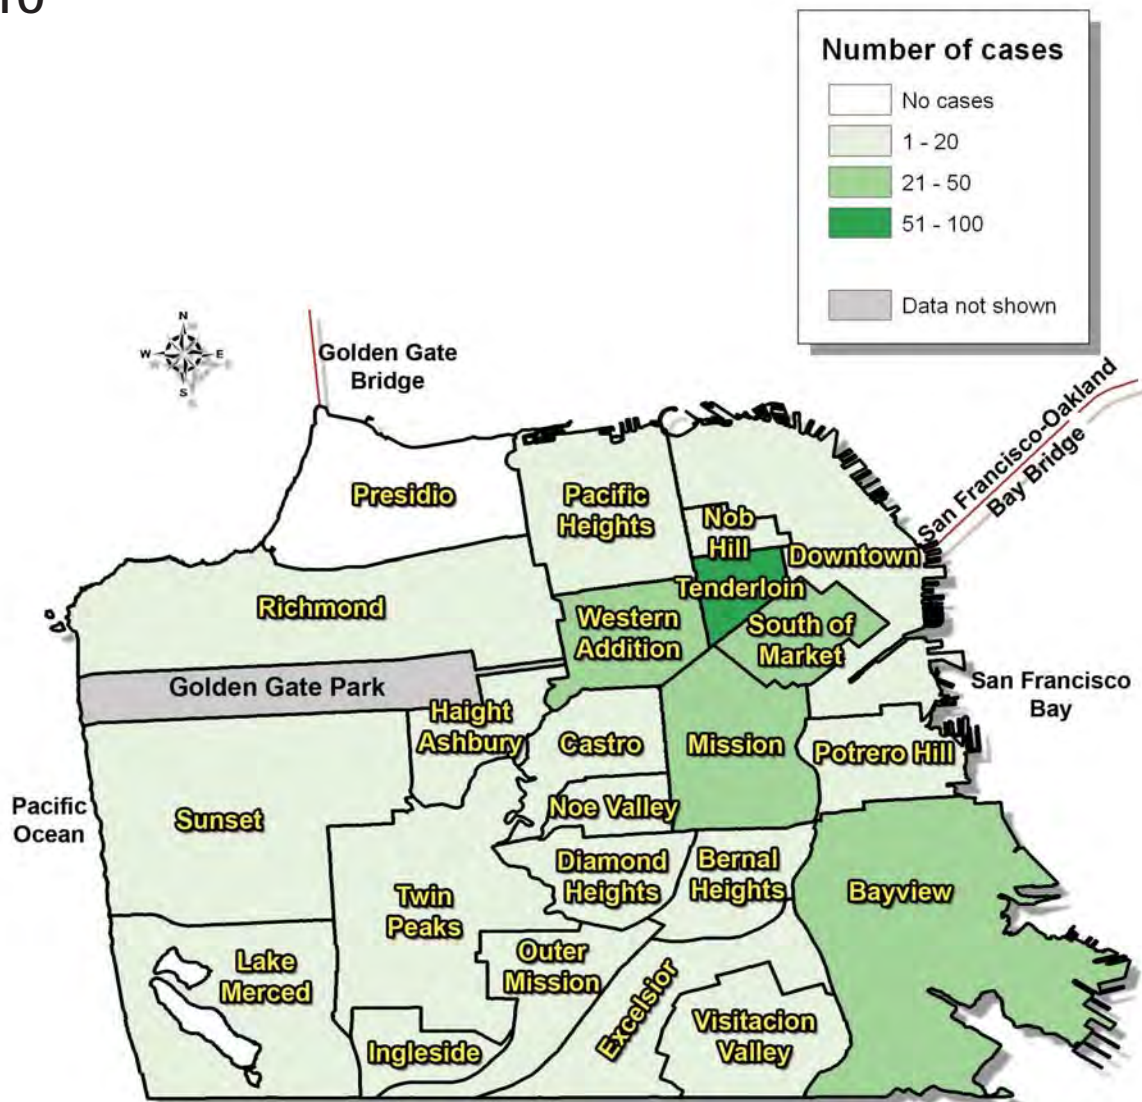 Number of cases
No cases
1 - 20
21 - 50
51 - 100
Data not shown
N
W E
S
Golden Gate
Bridge
San Francisco-Oakland
Bay Bridge
Presidio
Pacific
Heights
Nob
Hill
Downtown
Tenderloin
Richmond
Western
Addition
South of
Market
Golden Gate Park
San Francisco
Bay
Haight
Ashbury
Castro
Mission
Potrero Hill
Pacific
Ocean
Sunset
Noe Valley
Diamond
Heights
Bernal
Heights
Bayview
Twin
Peaks
Lake
Merced
Outer
Mission
Excelsior
Visitacion
Valley
Ingleside